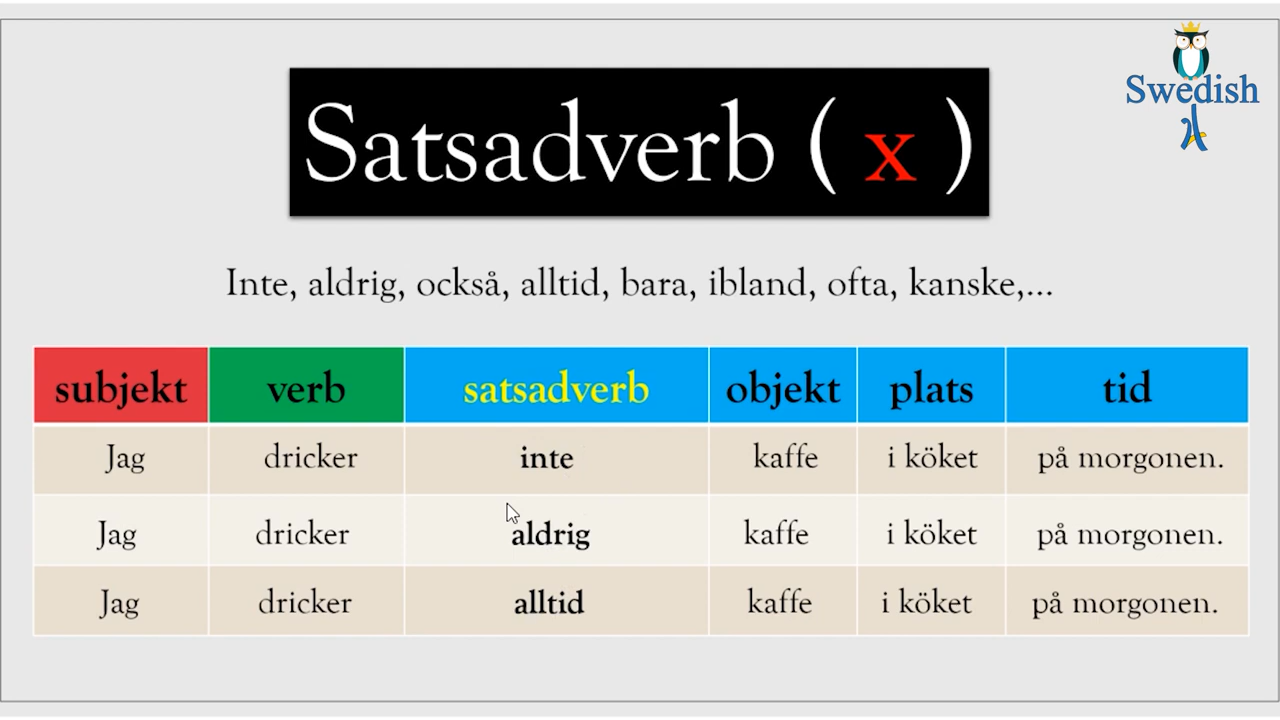 Swedish
Satsadverb ( x )
Inte, aldrig, också, alltid, bara, ibland, ofta, kanske,...
subjekt verb satsadverb objekt plats tid
Jag dricker inte kaffe i köket på morgonen.
Jag dricker aldrig kaffe i köket på morgonen.
Jag dricker alltid kaffe i köket på morgonen.